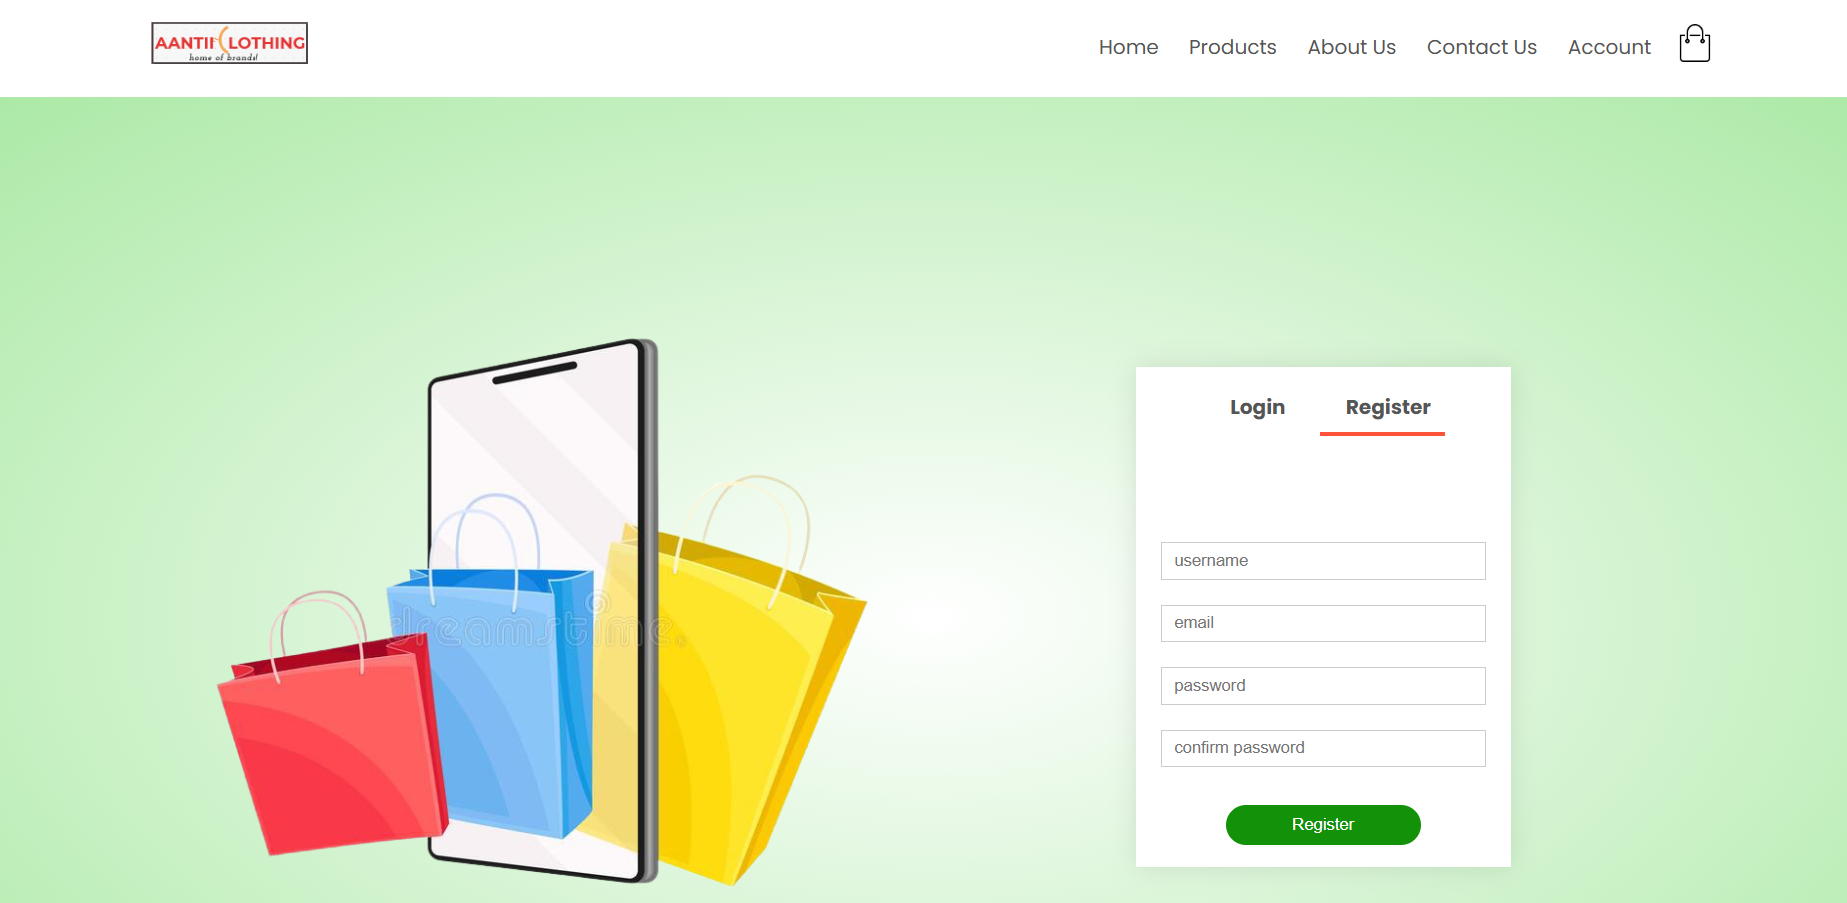 AANTII CLOTHING
home of brands!
Home Products About Us Contact Us Account
Login Register
username
email
password
confirm password
Register
dreamstime.